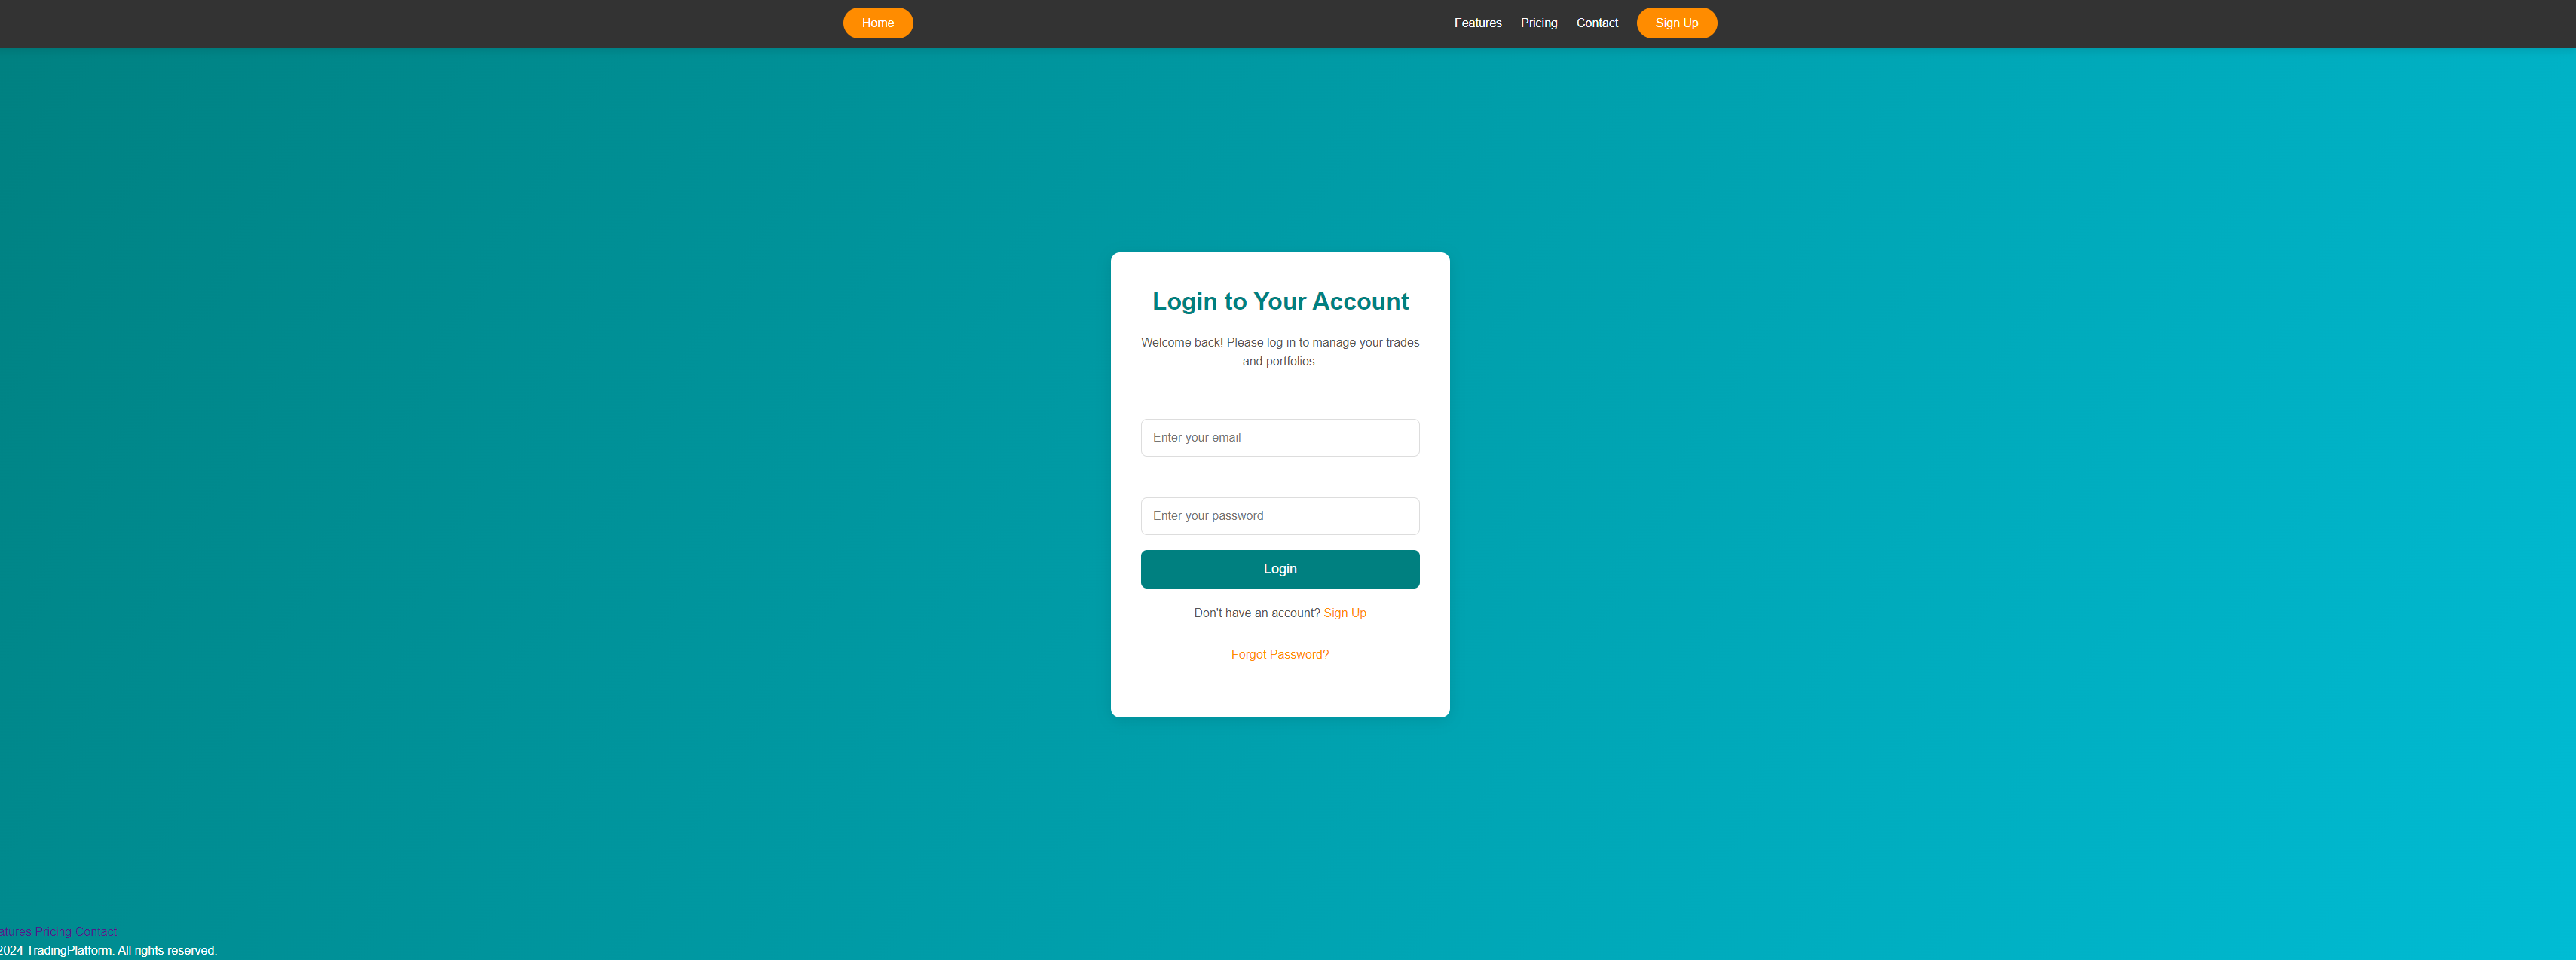 Home Features Pricing Contact Sign Up
Login to Your Account
Welcome back! Please log in to manage your trades
and portfolios.
Enter your email
Enter your password
Login
Don't have an account? Sign Up
Forgot Password?
atures Pricing Contact
2024 TradingPlatform. All rights reserved.